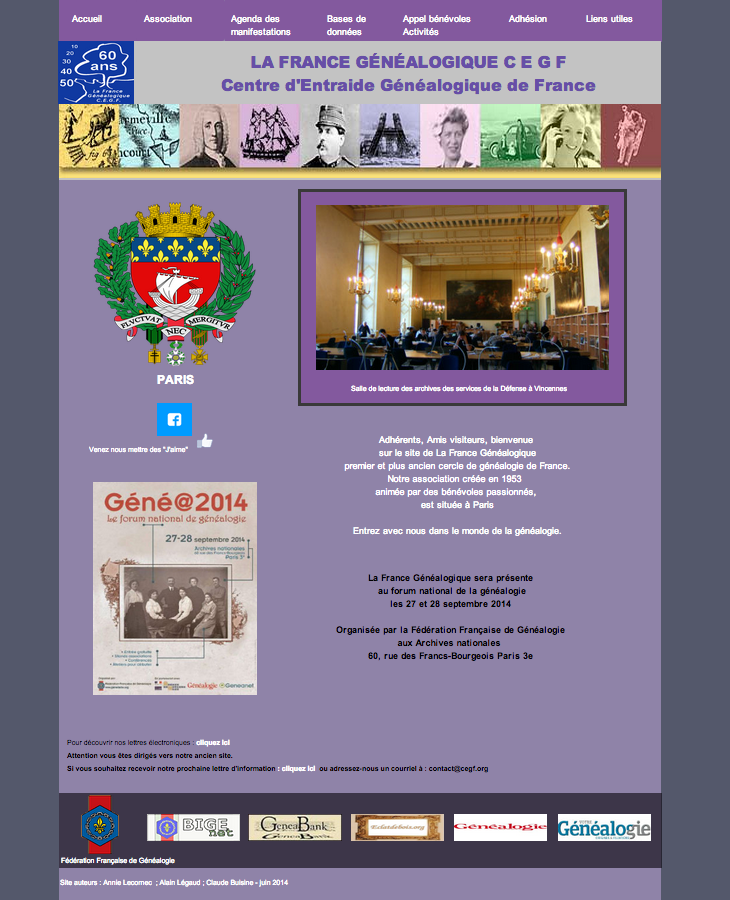 Accueil
Association
Agenda des
manifestations
Bases de
données
Appel bénévoles
Activités
Adhésion
Liens utiles
10
20
30
40
50
60
ans
La France
Généalogique
C.E.G.F.
LA FRANCE GÉNÉALOGIQUE C E G F
Centre d'Entraide Généalogique de France
FLVCTVAT NEC MERGITVR
PARIS
Salle de lecture des archives des services de la Défense à Vincennes
Venez nous mettre des "J'aime"
Adhérents, Amis visiteurs, bienvenue
sur le site de La France Généalogique
premier et plus ancien cercle de généalogie de France.
Notre association créée en 1953
animée par des bénévoles passionnés,
est située à Paris
Entrez avec nous dans le monde de la généalogie.
Géné@2014
Le forum national de généalogie
27-28 septembre 2014
Archives nationales
Paris 3e
• Entrée gratuite
• Conférences
Généalogie
Geneanet
La France Généalogique sera présente
au forum national de la généalogie
les 27 et 28 septembre 2014
Organisée par la Fédération Française de Généalogie
aux Archives nationales
60, rue des Francs-Bourgeois Paris 3e
Pour découvrir nos lettres électroniques : cliquez ici
Attention vous êtes dirigés vers notre ancien site.
Si vous souhaitez recevoir notre prochaine lettre d'information : cliquez ici ou adressez-nous un courriel à : contact@cegf.org
Fédération Française de Généalogie
BIGE
net
GeneaBank
Eclatdebois.org
Généalogie
VOTRE
Généalogie
Site auteurs : Annie Lecomec ; Alain Légaud ; Claude Buisine - juin 2014